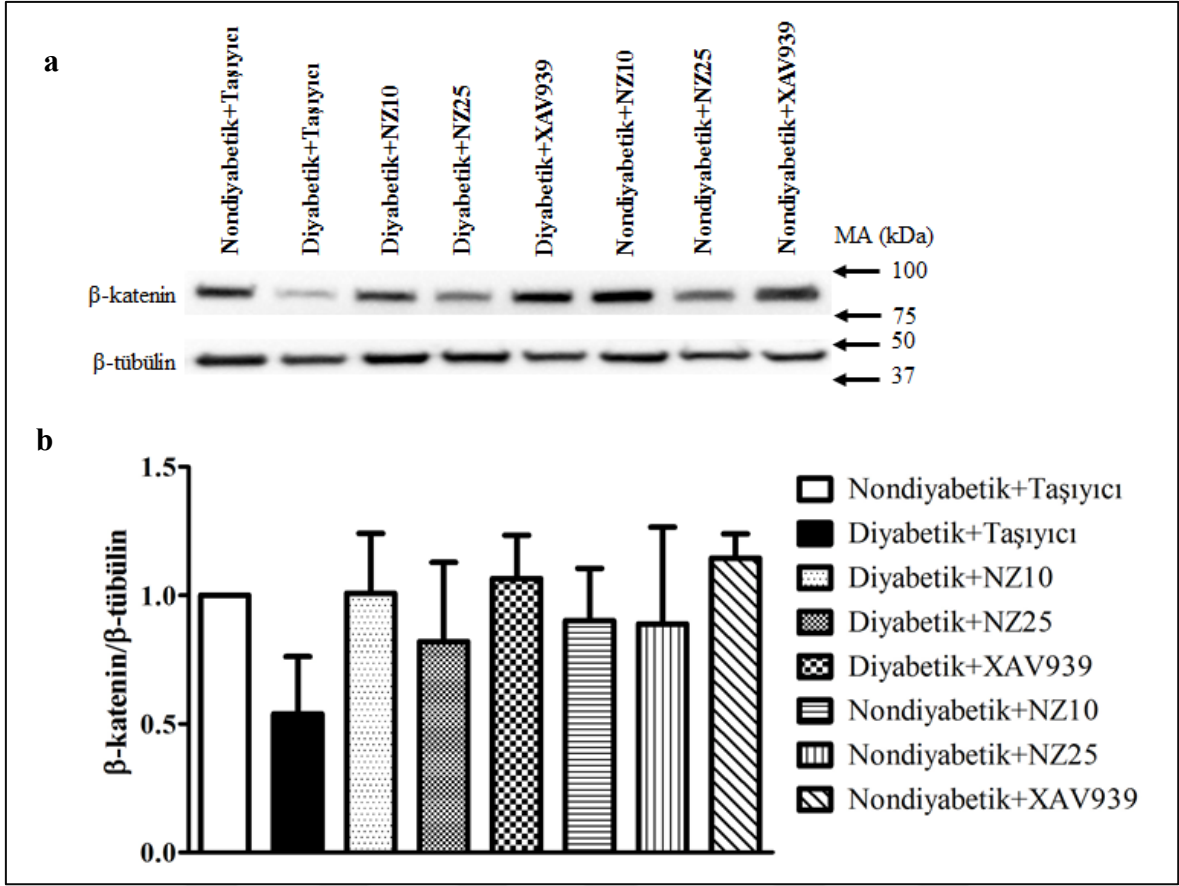 a
Nondiyabetik+Taşıyıcı
Diyabetik+Taşıyıcı
Diyabetik+NZ10
Diyabetik+NZ25
Diyabetik+XAV939
Nondiyabetik+NZ10
Nondiyabetik+NZ25
Nondiyabetik+XAV939
MA (kDa)
100
β-katenin
75
50
β-tübülin
37
b
1.5
1.0
0.5
0.0
β-katenin/β-tübülin
Nondiyabetik+Taşıyıcı
Diyabetik+Taşıyıcı
Diyabetik+NZ10
Diyabetik+NZ25
Diyabetik+XAV939
Nondiyabetik+NZ10
Nondiyabetik+NZ25
Nondiyabetik+XAV939